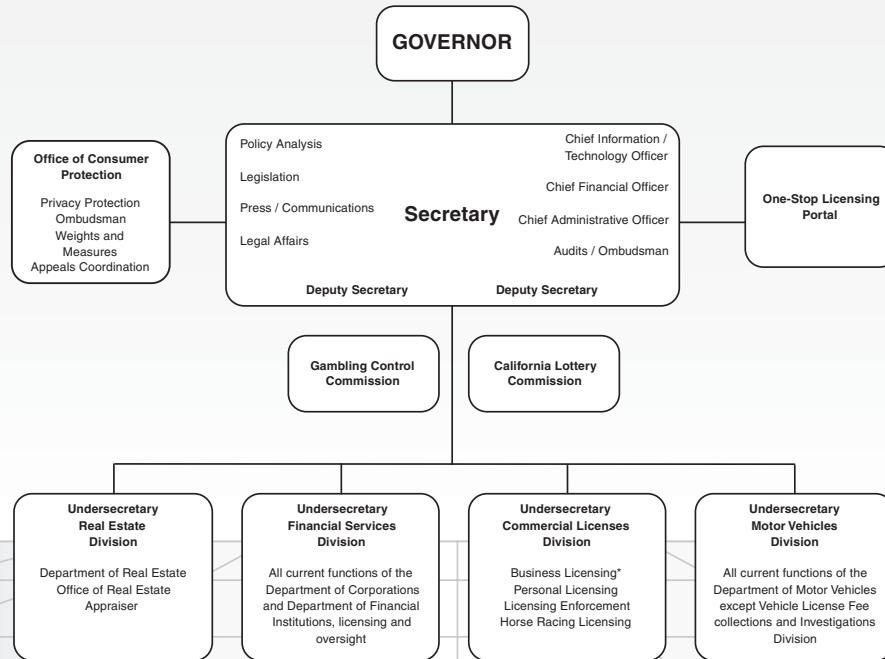 GOVERNOR
Office of Consumer
Protection
Privacy Protection
Ombudsman
Weights and
Measures
Appeals Coordination
Policy Analysis
Legislation
Press / Communications
Legal Affairs
Secretary
Chief Information /
Technology Officer
Chief Financial Officer
Chief Administrative Officer
Audits / Ombudsman
Deputy Secretary
Deputy Secretary
One-Stop Licensing
Portal
Gambling Control
Commission
California Lottery
Commission
Undersecretary
Real Estate
Division
Department of Real Estate
Office of Real Estate
Appraiser
Undersecretary
Financial Services
Division
All current functions of the
Department of Corporations
and Department of Financial
Institutions, licensing and
oversight
Undersecretary
Commercial Licenses
Division
Business Licensing*
Personal Licensing
Licensing Enforcement
Horse Racing Licensing
Undersecretary
Motor Vehicles
Division
All current functions of the
Department of Motor Vehicles
except Vehicle License Fee
collections and Investigations
Division